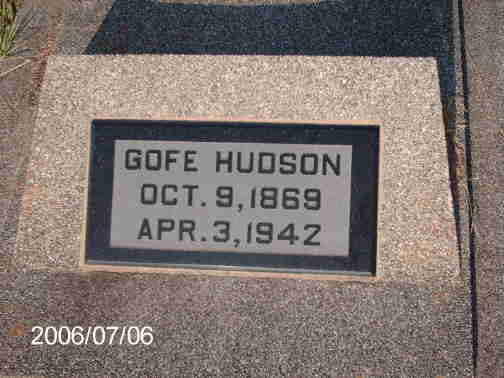 GOFE HUDSON
OCT. 9, 1869
APR. 3, 1942
2006/07/06